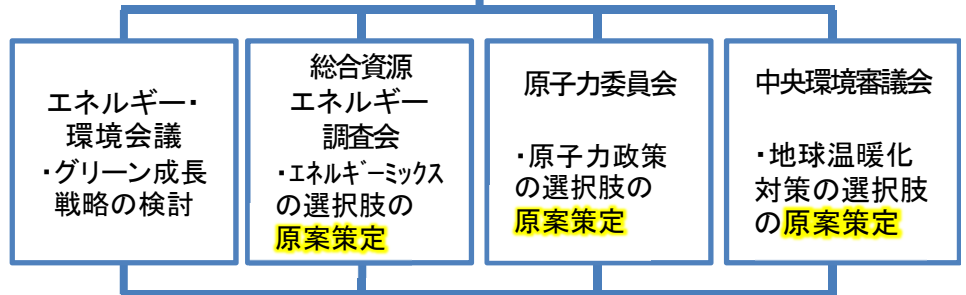 エネルギー・
環境会議
・グリーン成長
戦略の検討
総合資源
エネルギー
調査会
・エネルギーミックス
の選択肢の
原案策定
原子力委員会
・原子力政策
の選択肢の
原案策定
中央環境審議会
・地球温暖化
対策の選択肢
の原案策定